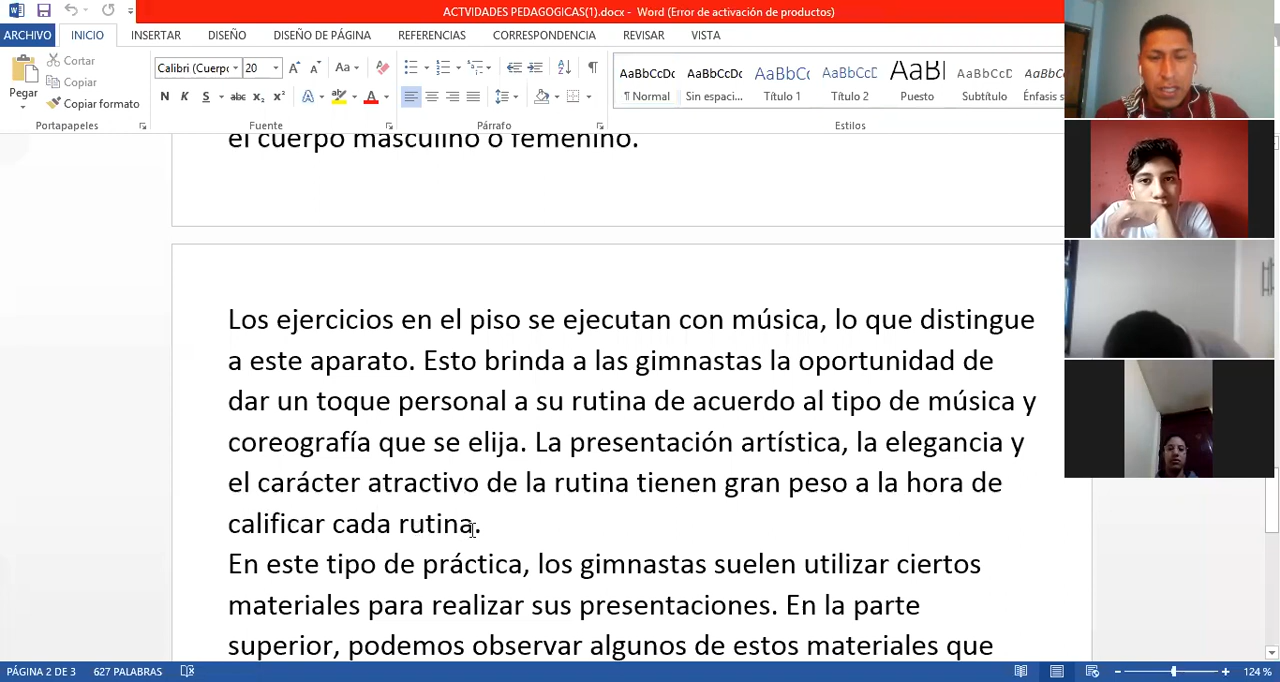 ACTVIDADES PEDAGOGICAS(1).docx - Word (Error de activación de productos)
ARCHIVO INICIO INSERTAR DISEÑO DISEÑO DE PÁGINA REFERENCIAS CORRESPONDENCIA REVISAR VISTA
Pegar
Cortar
Copiar
Copiar formato
Portapapeles
Calibri (Cuerpo 20
N K S abc x₂ x²
Fuente
Párrafo
AaBbCcDc AaBbCcDc AaBbCc AaBbCcD AaBbI AaBbCcD AaBbCc
¶ Normal Sin espaci... Título 1 Título 2 Puesto Subtítulo Énfasis s
Estilos
el cuerpo masculino o femenino.
Los ejercicios en el piso se ejecutan con música, lo que distingue
a este aparato. Esto brinda a las gimnastas la oportunidad de
dar un toque personal a su rutina de acuerdo al tipo de música y
coreografía que se elija. La presentación artística, la elegancia y
el carácter atractivo de la rutina tienen gran peso a la hora de
calificar cada rutina.
En este tipo de práctica, los gimnastas suelen utilizar ciertos
materiales para realizar sus presentaciones. En la parte
superior, podemos observar algunos de estos materiales que
PÁGINA 2 DE 3 627 PALABRAS 124 %